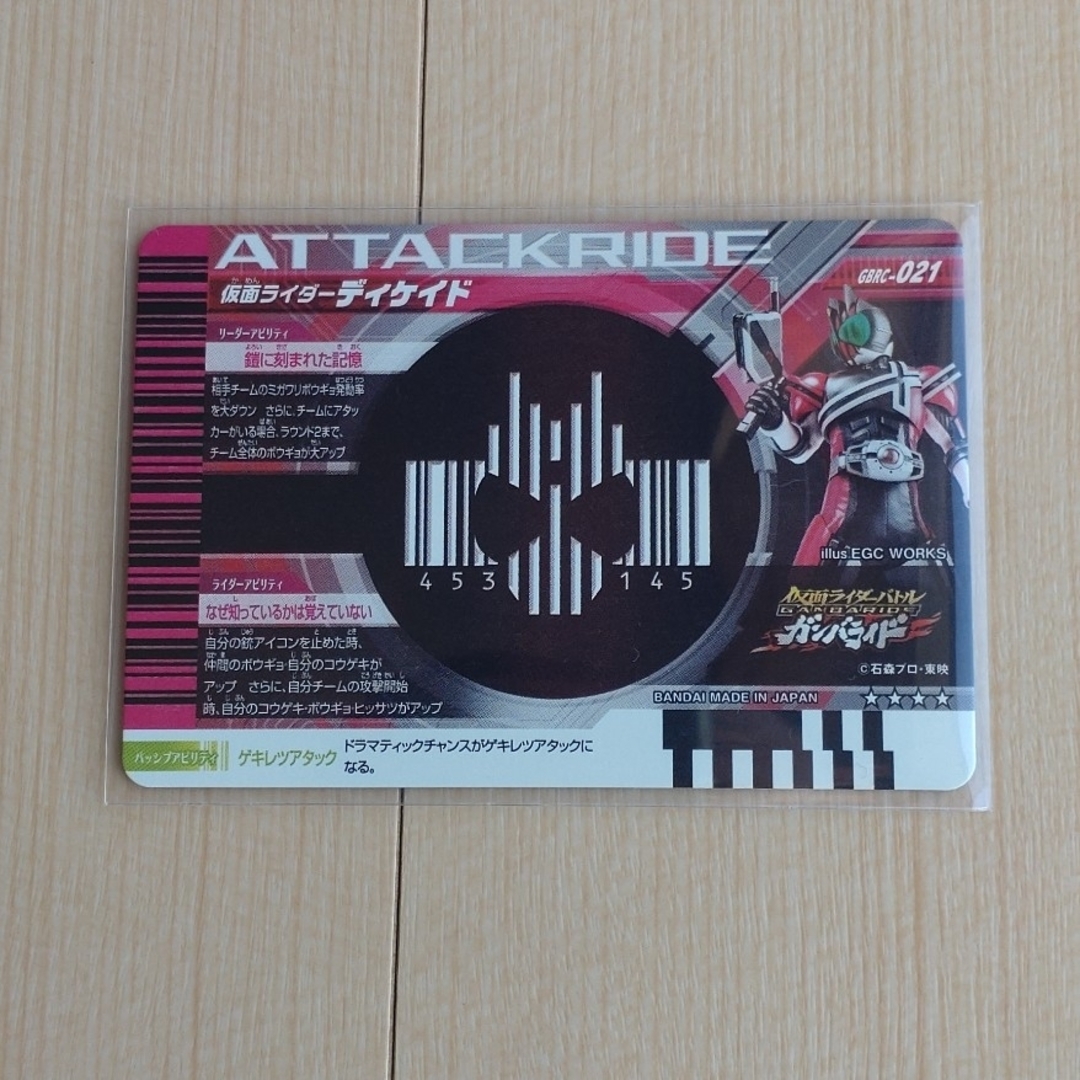 ATTACKRIDE
GBRC-021
仮面ライダーディケイド
リーダーアビリティ
鎧に刻まれた記憶
相手チームのミガワリボウギョ発動率
を大ダウン さらに、チームにアタッ
カーがいる場合、ラウンド2まで、
チーム全体のボウギョが大アップ
453 145
illus.EGC WORKS
ライダーアビリティ
なぜ知っているかは覚えていない
自分の銃アイコンを止めた時、
仲間のボウギョ・自分のコウゲキが
アップ さらに、自分チームの攻撃開始
時、自分のコウゲキ・ボウギョ・ヒッサツがアップ
仮面ライダーバトル
GANBARIDE
ガンバライド
©石森プロ・東映
BANDAI MADE IN JAPAN ★★★★
パッシブアビリティ ゲキレツアタック ドラマティックチャンスがゲキレツアタックに
なる。